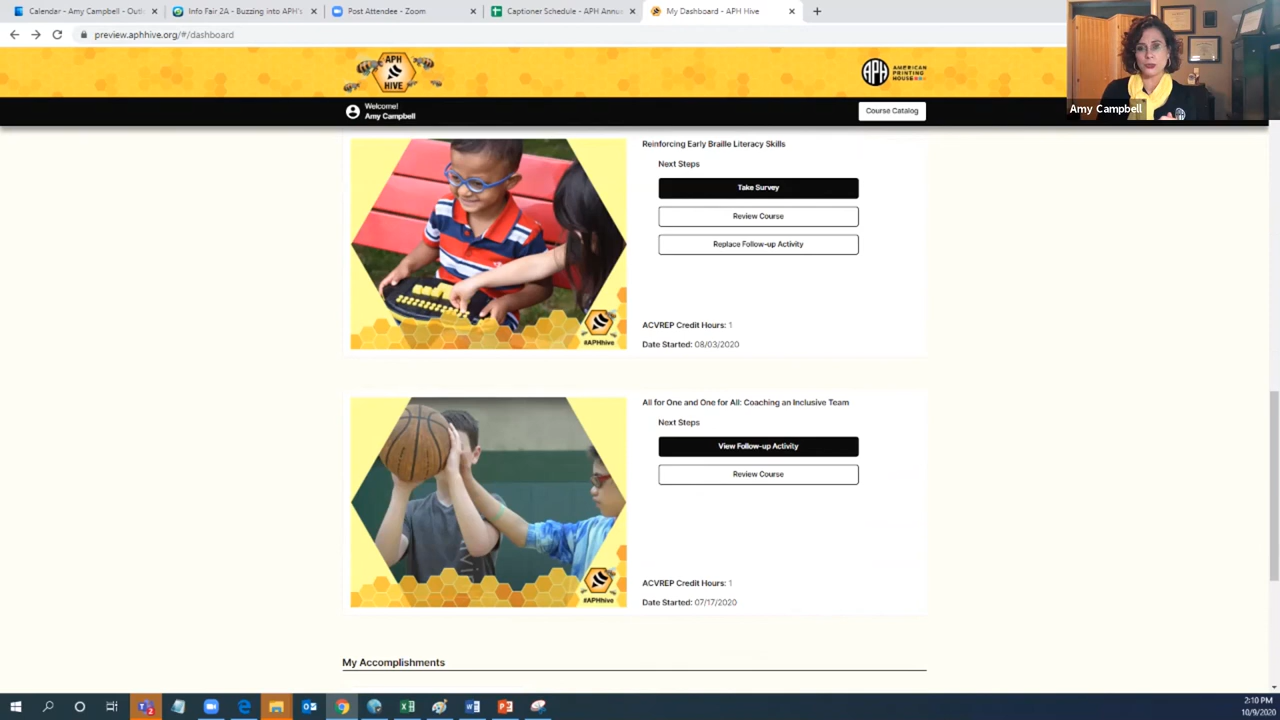 Calendar - Amy Campbell - Outl
Info Fair 2A - Buzzing into APH's
Post Attendee - Zoom
Captioner Schedule - APH Annu
My Dashboard - APH Hive
preview.aphhive.org/#/dashboard
APH
HIVE
APH
AMERICAN
PRINTING
HOUSE
Amy Campbell
Welcome!
Amy Campbell
Course Catalog
Reinforcing Early Braille Literacy Skills
Next Steps
Take Survey
Review Course
Replace Follow-up Activity
ACVREP Credit Hours: 1
Date Started: 08/03/2020
#APHhive
All for One and One for All: Coaching an Inclusive Team
Next Steps
View Follow-up Activity
Review Course
ACVREP Credit Hours: 1
Date Started: 07/17/2020
#APHhive
My Accomplishments
2:10 PM
10/9/2020